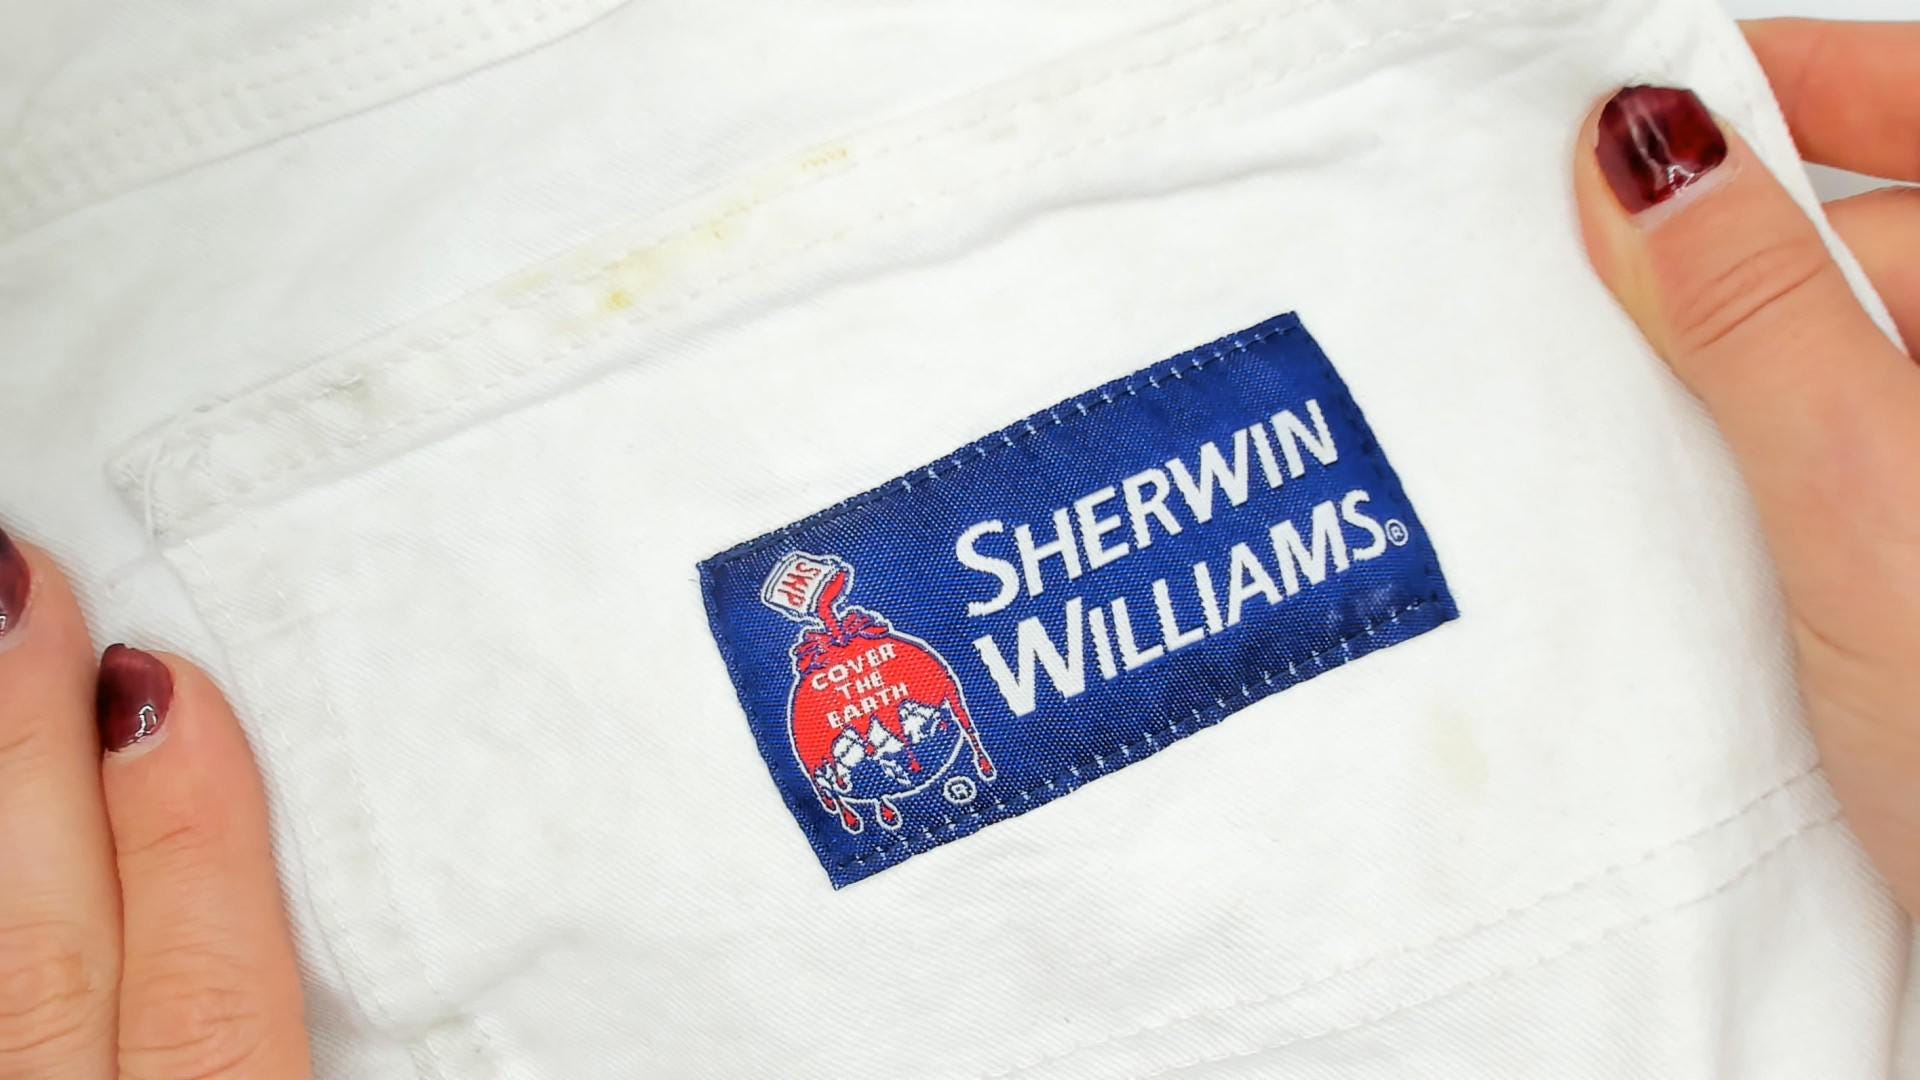 SHERWIN
WILLIAMS®
SWP
COVER
THE
EARTH
®